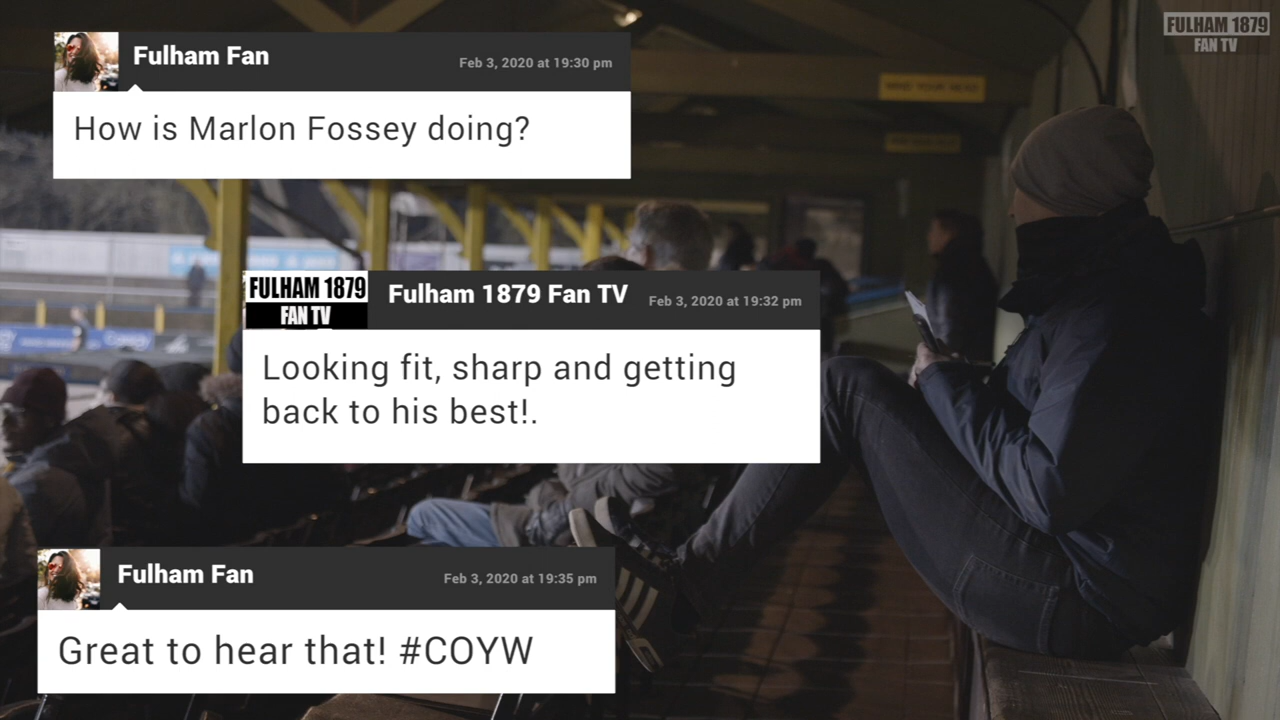 FULHAM 1879
FAN TV
Fulham Fan
Feb 3, 2020 at 19:30 pm
How is Marlon Fossey doing?
FULHAM 1879
FAN TV
Fulham 1879 Fan TV
Feb 3, 2020 at 19:32 pm
Looking fit, sharp and getting
back to his best!.
Fulham Fan
Feb 3, 2020 at 19:35 pm
Great to hear that! #COYW